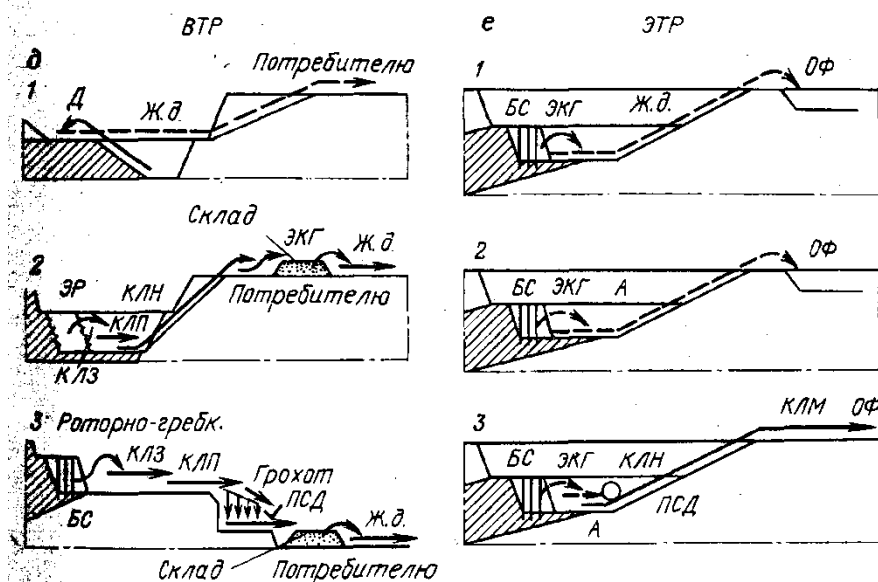 д
ВТР
1
Д
Ж.д.
Потребителю
2
Склад
ЭКГ
Ж.д.
ЭР
КЛН
Потребителю
КЛП
КЛЗ
3 Роторно-гребк.
КЛЗ
КЛП
Грохот
ПСД
Ж.д.
БС
Склад
Потребителю
е
ЭТР
1
ОФ
БС ЭКГ
Ж.д.
2
ОФ
БС ЭКГ А
3
КЛМ ОФ
БС ЭКГ КЛН
ПСД
А